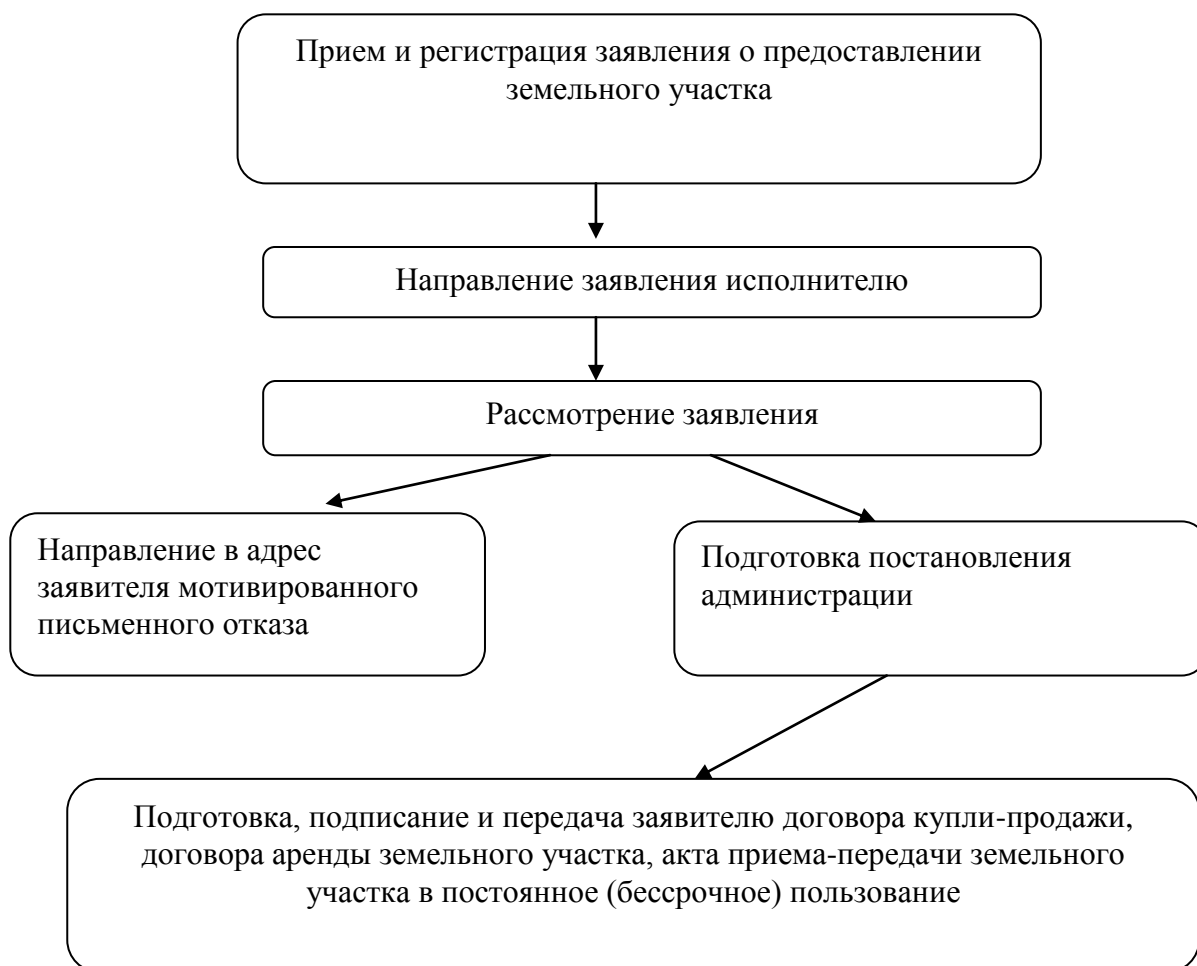 Прием и регистрация заявления о предоставлении
земельного участка
Направление заявления исполнителю
Рассмотрение заявления
Направление в адрес
заявителя мотивированного
письменного отказа
Подготовка постановления
администрации
Подготовка, подписание и передача заявителю договора купли-продажи,
договора аренды земельного участка, акта приема-передачи земельного
участка в постоянное (бессрочное) пользование